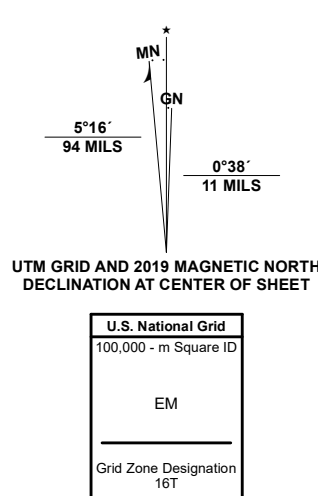 ★
MN
GN
5°16´
94 MILS
0°38´
11 MILS
UTM GRID AND 2019 MAGNETIC NORTH
DECLINATION AT CENTER OF SHEET
U.S. National Grid
100,000 - m Square ID
EM
Grid Zone Designation
16T